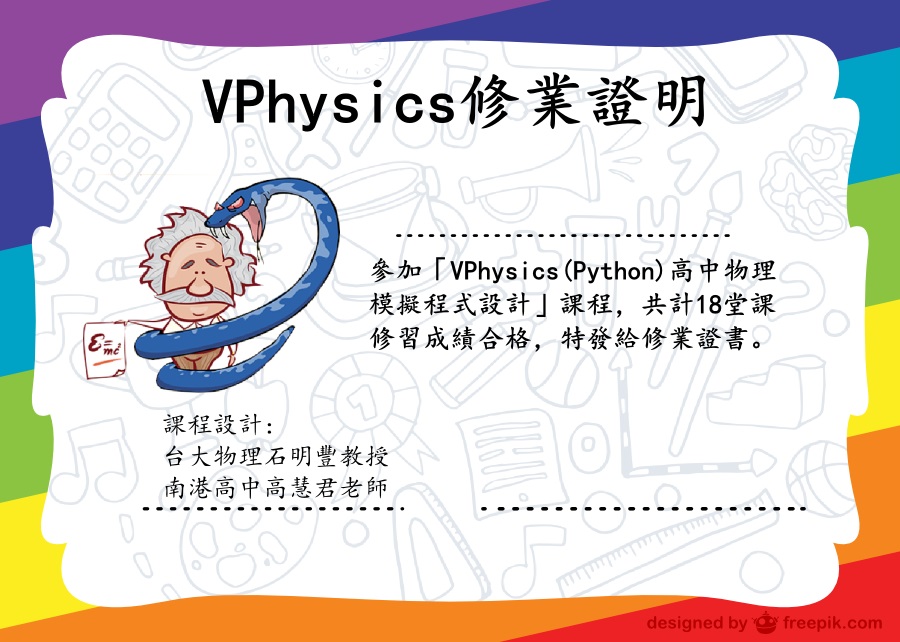 VPhysics修業證明
參加「VPhysics(Python)高中物理
模擬程式設計」課程，共計18堂課
修習成績合格，特發給修業證書。
ε=mc²
課程設計:
台大物理石明豐教授
南港高中高慧君老師
designed by freepik.com